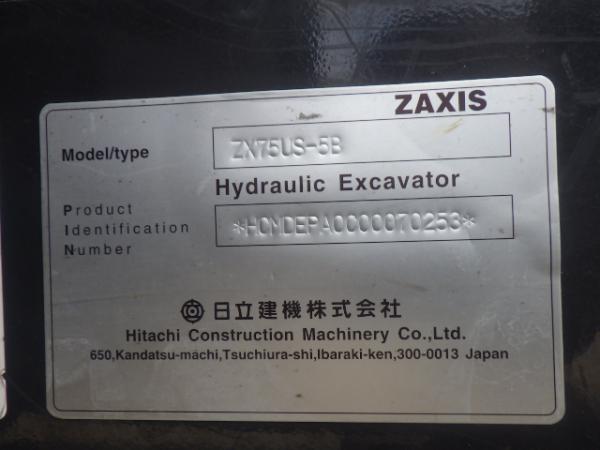 ZAXIS
Model/type ZX75US-5B
Hydraulic Excavator
Product
Identification *HCMDEPA0C00070253*
Number
日立建機株式会社
Hitachi Construction Machinery Co.,Ltd.
650,Kandatsu-machi,Tsuchiura-shi,Ibaraki-ken,300-0013 Japan